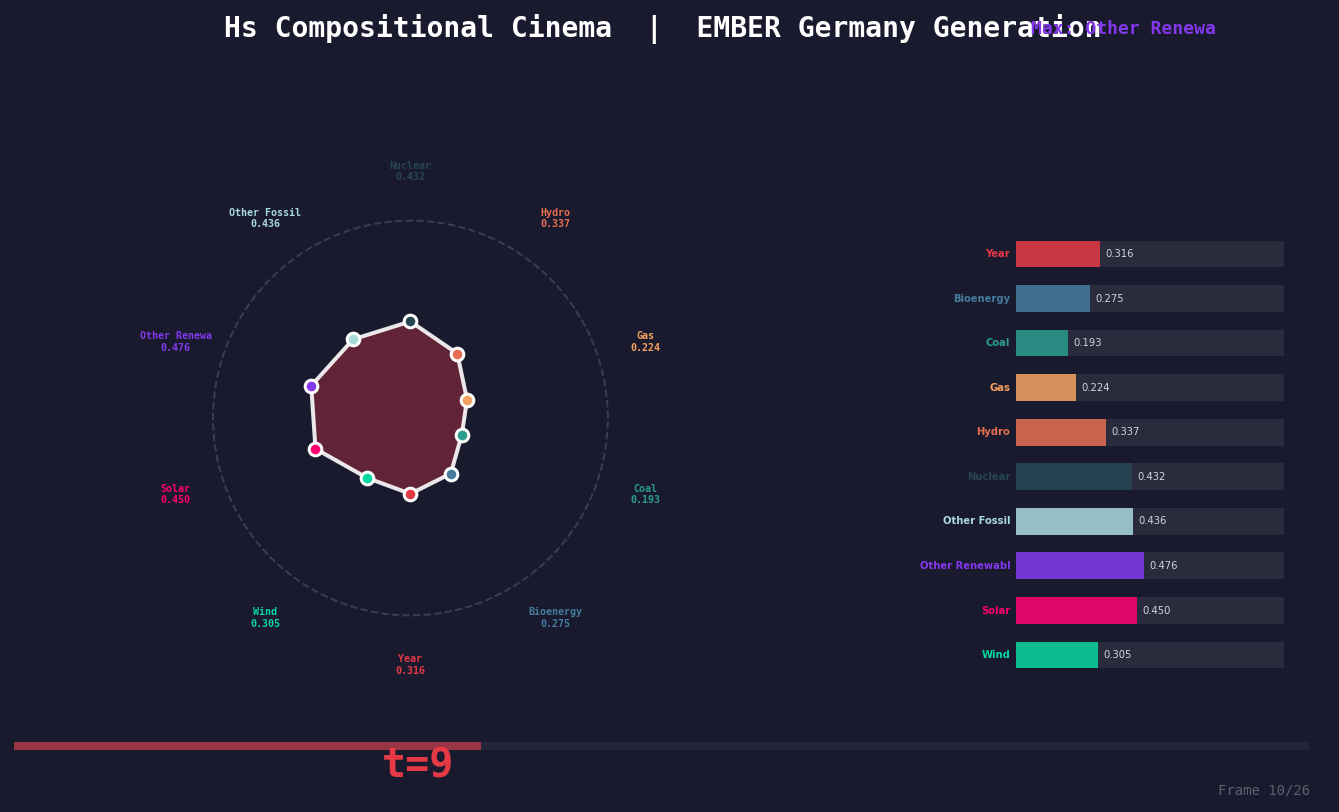 Hs Compositional Cinema | EMBER Germany Generation
Max: Other Renewa
Nuclear
0.432
Other Fossil
0.436
Hydro
0.337
Other Renewa
0.476
Gas
0.224
Solar
0.450
Coal
0.193
Wind
0.305
Bioenergy
0.275
Year
0.316
Year 0.316
Bioenergy 0.275
Coal 0.193
Gas 0.224
Hydro 0.337
Nuclear 0.432
Other Fossil 0.436
Other Renewabl 0.476
Solar 0.450
Wind 0.305
t=9
Frame 10/26